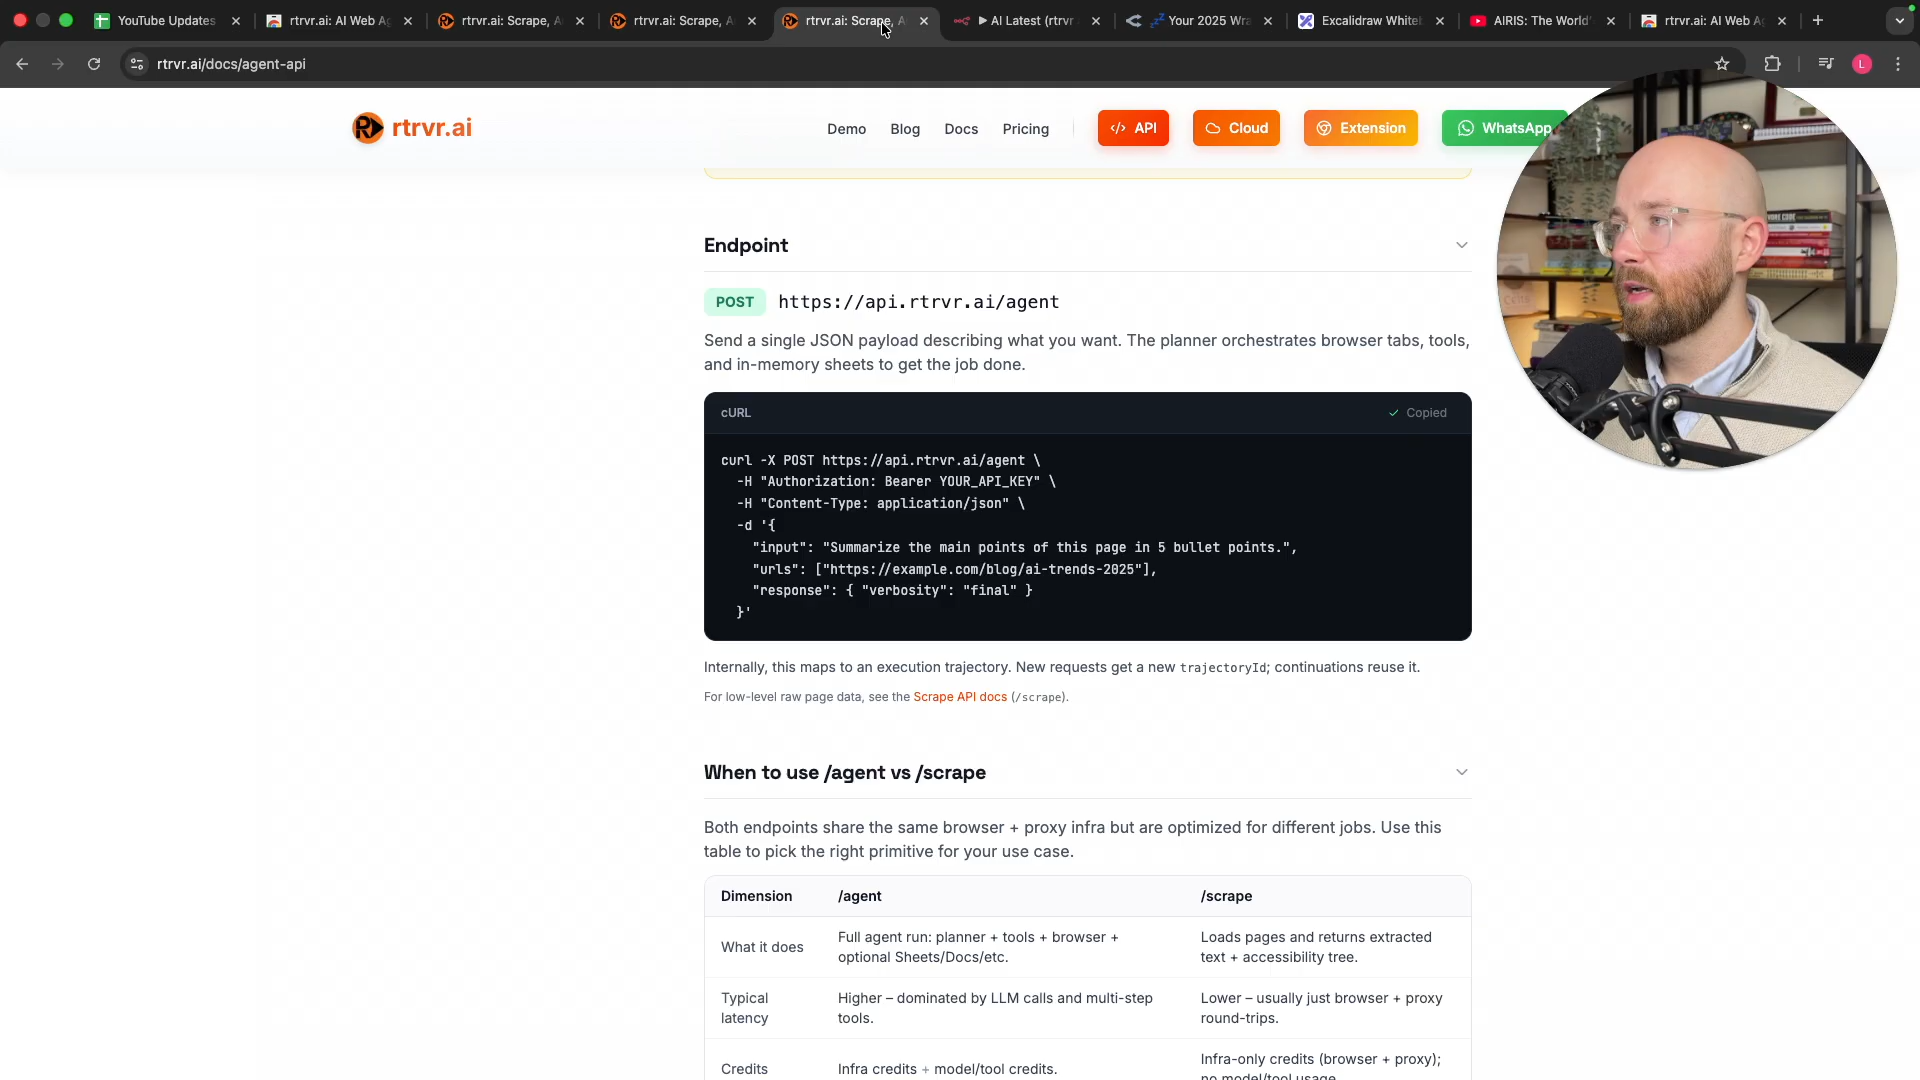 YouTube Updates
rtrvr.ai: AI Web Ag
rtrvr.ai: Scrape, A
rtrvr.ai: Scrape, A
rtrvr.ai: Scrape, A
AI Latest (rtrvr
Your 2025 Wra
Excalidraw Whiteb
AIRIS: The World'
rtrvr.ai: AI Web Ag
rtrvr.ai/docs/agent-api
L
rtrvr.ai
Demo
Blog
Docs
Pricing
</> API
Cloud
Extension
WhatsApp
Endpoint
POST https://api.rtrvr.ai/agent
Send a single JSON payload describing what you want. The planner orchestrates browser tabs, tools,
and in-memory sheets to get the job done.
cURL
Copied
curl -X POST https://api.rtrvr.ai/agent \
-H "Authorization: Bearer YOUR_API_KEY" \
-H "Content-Type: application/json" \
-d '{
"input": "Summarize the main points of this page in 5 bullet points.",
"urls": ["https://example.com/blog/ai-trends-2025"],
"response": { "verbosity": "final" }
}'
Internally, this maps to an execution trajectory. New requests get a new trajectoryId; continuations reuse it.
For low-level raw page data, see the Scrape API docs (/scrape).
When to use /agent vs /scrape
Both endpoints share the same browser + proxy infra but are optimized for different jobs. Use this
table to pick the right primitive for your use case.
Dimension /agent /scrape
What it does
Full agent run: planner + tools + browser +
optional Sheets/Docs/etc.
Loads pages and returns extracted
text + accessibility tree.
Typical
latency
Higher – dominated by LLM calls and multi-step
tools.
Lower – usually just browser + proxy
round-trips.
Credits
Infra credits + model/tool credits.
Infra-only credits (browser + proxy);
no model/tool usage.